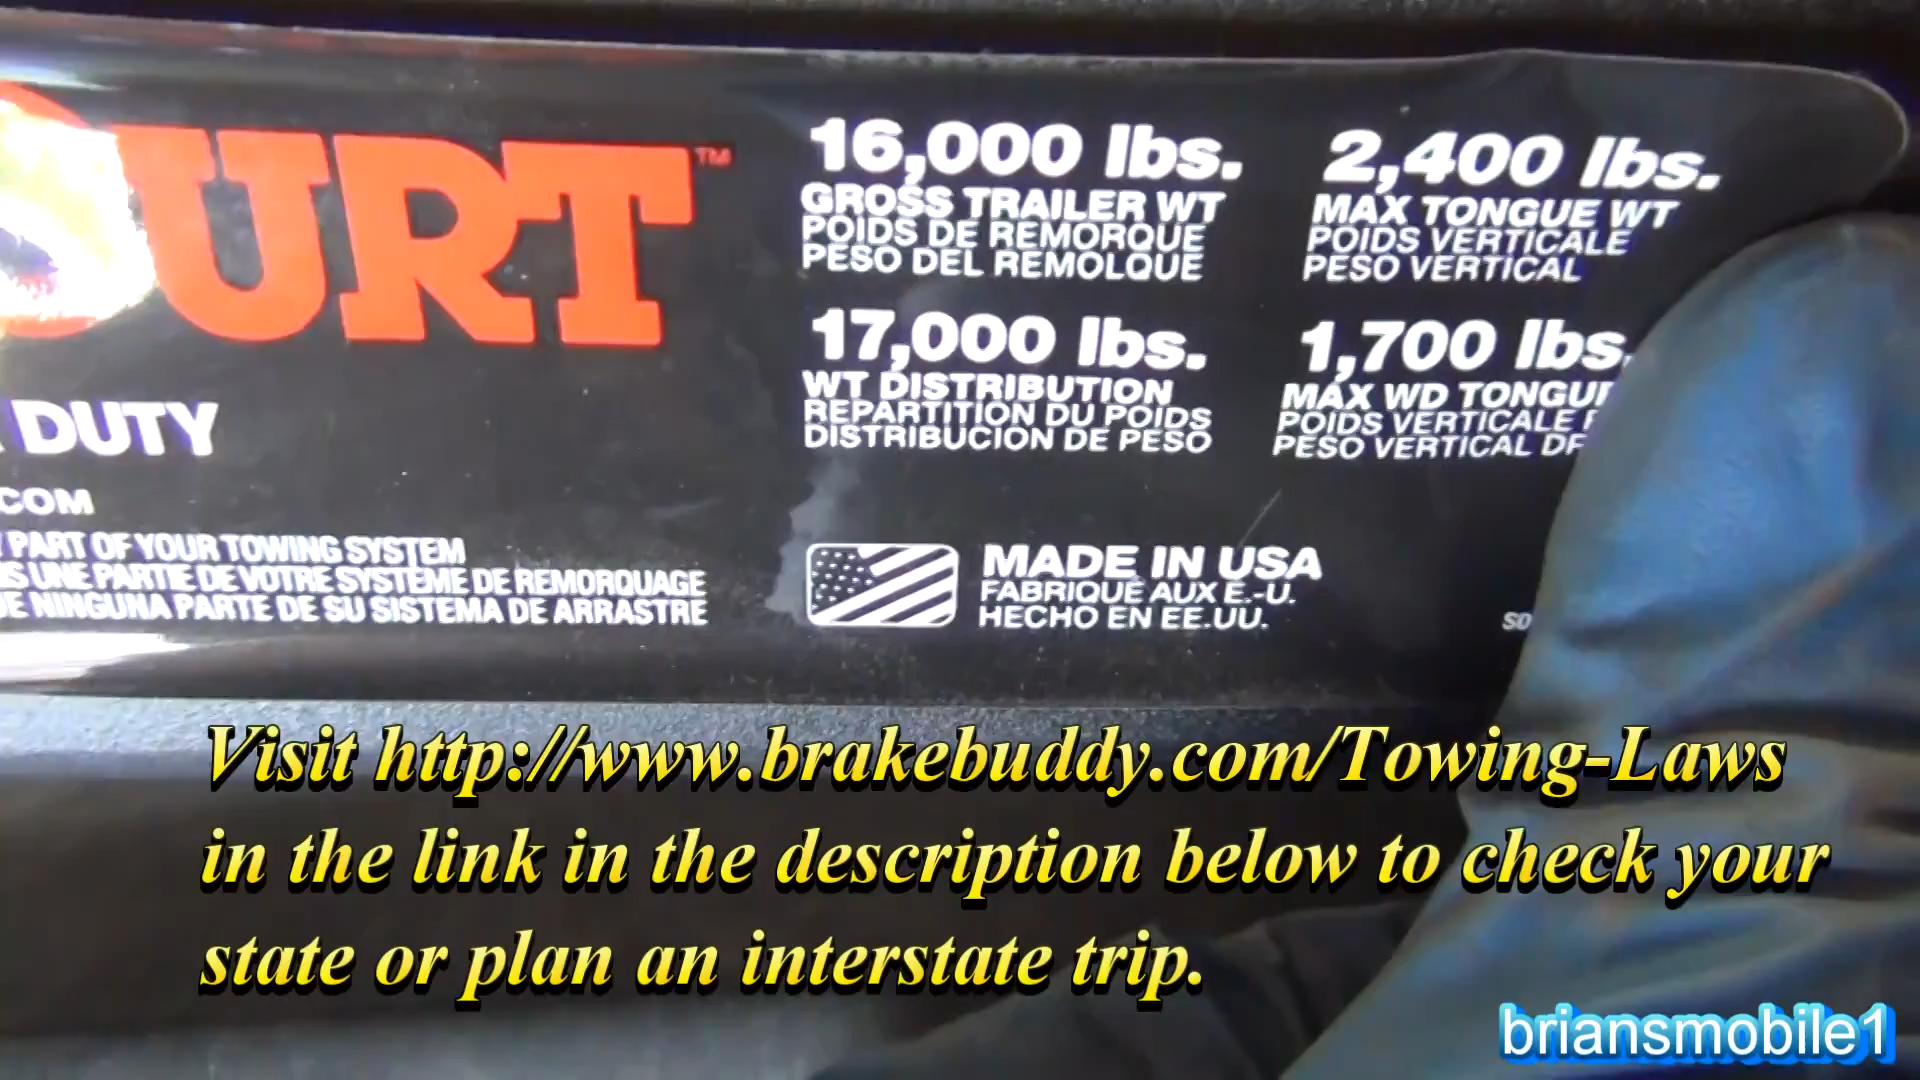 CURT™
DUTY
.COM
PART OF YOUR TOWING SYSTEM
UNE PARTIE DE VOTRE SYSTÈME DE REMORQUAGE
NINGUNA PARTE DE SU SISTEMA DE ARRASTRE
16,000 lbs.
GROSS TRAILER WT
POIDS DE REMORQUE
PESO DEL REMOLQUE
2,400 lbs.
MAX TONGUE WT
POIDS VERTICALE
PESO VERTICAL
17,000 lbs.
WT DISTRIBUTION
REPARTITION DU POIDS
DISTRIBUCION DE PESO
1,700 lbs.
MAX WD TONGUE
POIDS VERTICALE
PESO VERTICAL
MADE IN USA
FABRIQUÉ AUX É.-U.
HECHO EN EE.UU.
Visit http://www.brakebuddy.com/Towing-Laws
in the link in the description below to check your
state or plan an interstate trip.
briansmobile1